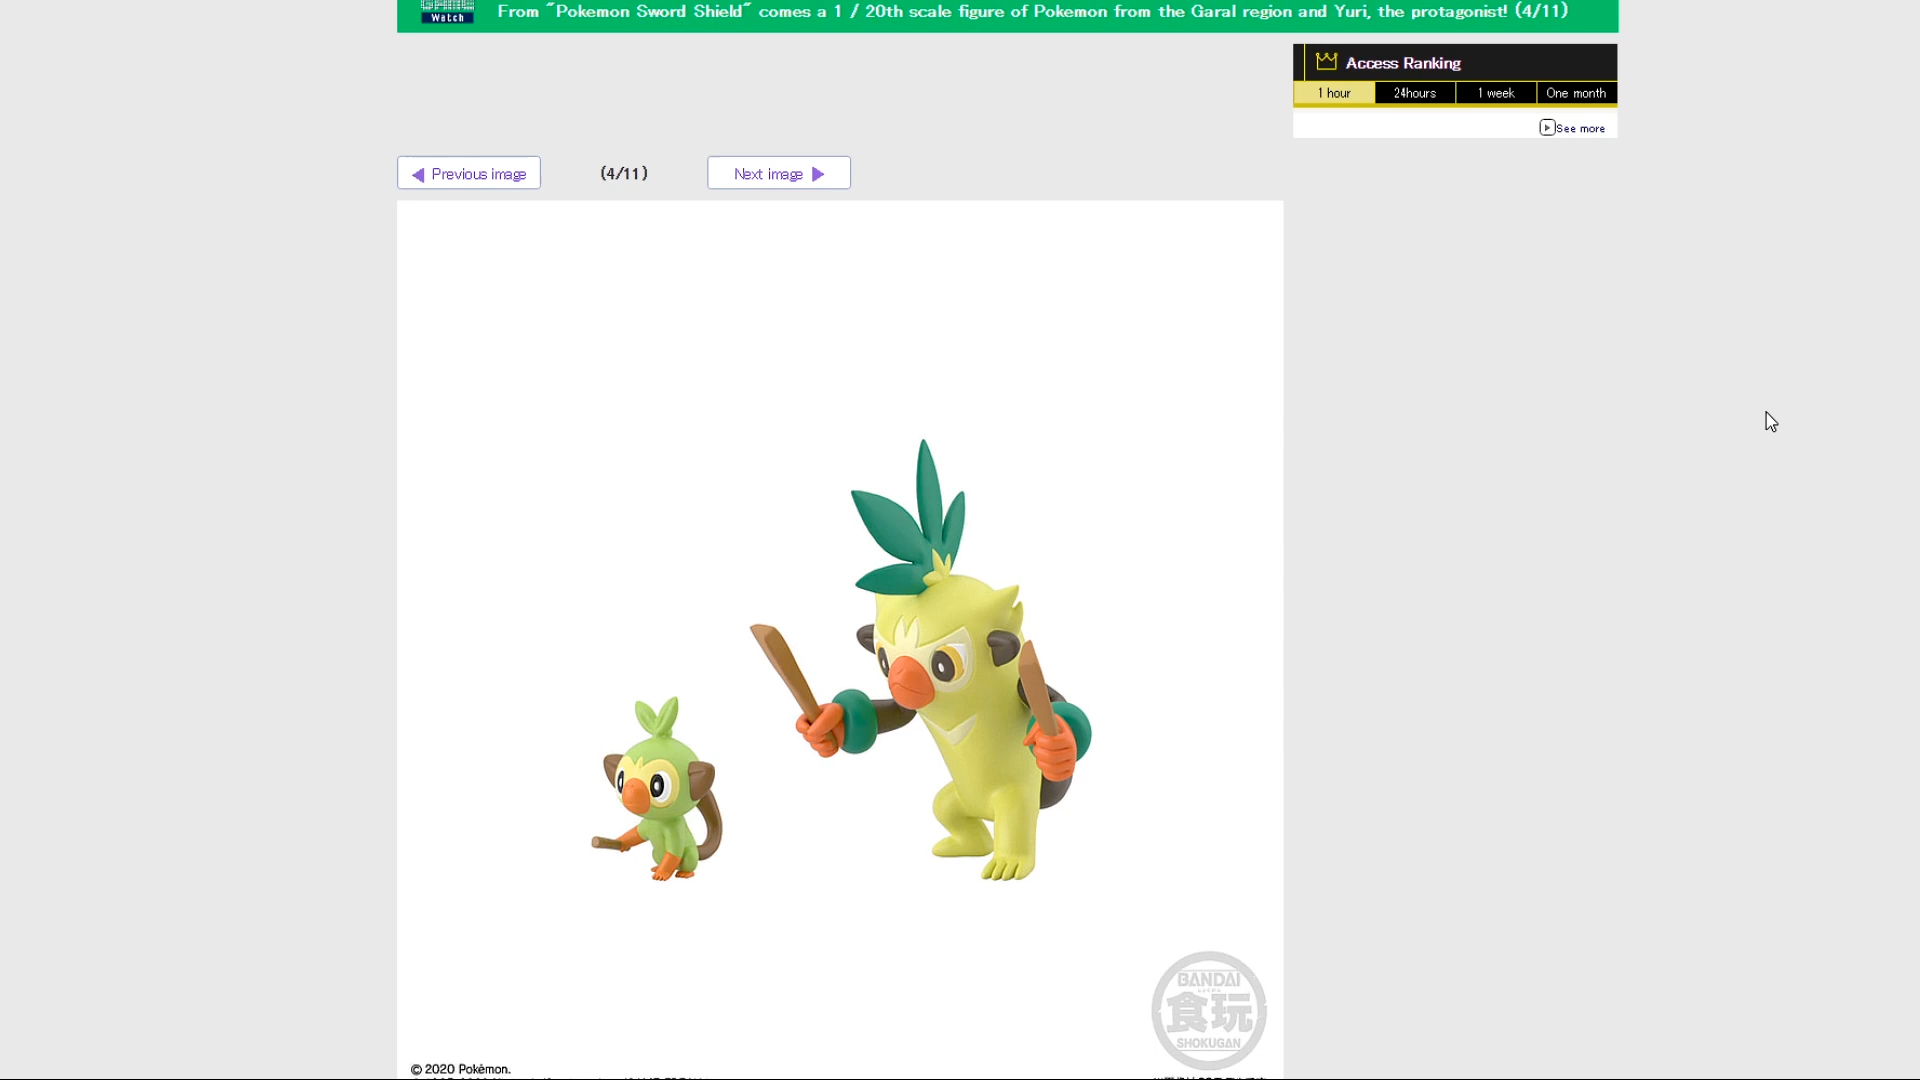 Watch
From "Pokemon Sword Shield" comes a 1 / 20th scale figure of Pokemon from the Garal region and Yuri, the protagonist! (4/11)
Access Ranking
1 hour
24hours
1 week
One month
See more
Previous image
(4/11)
Next image
BANDAI
食玩
SHOKUGAN
© 2020 Pokémon.